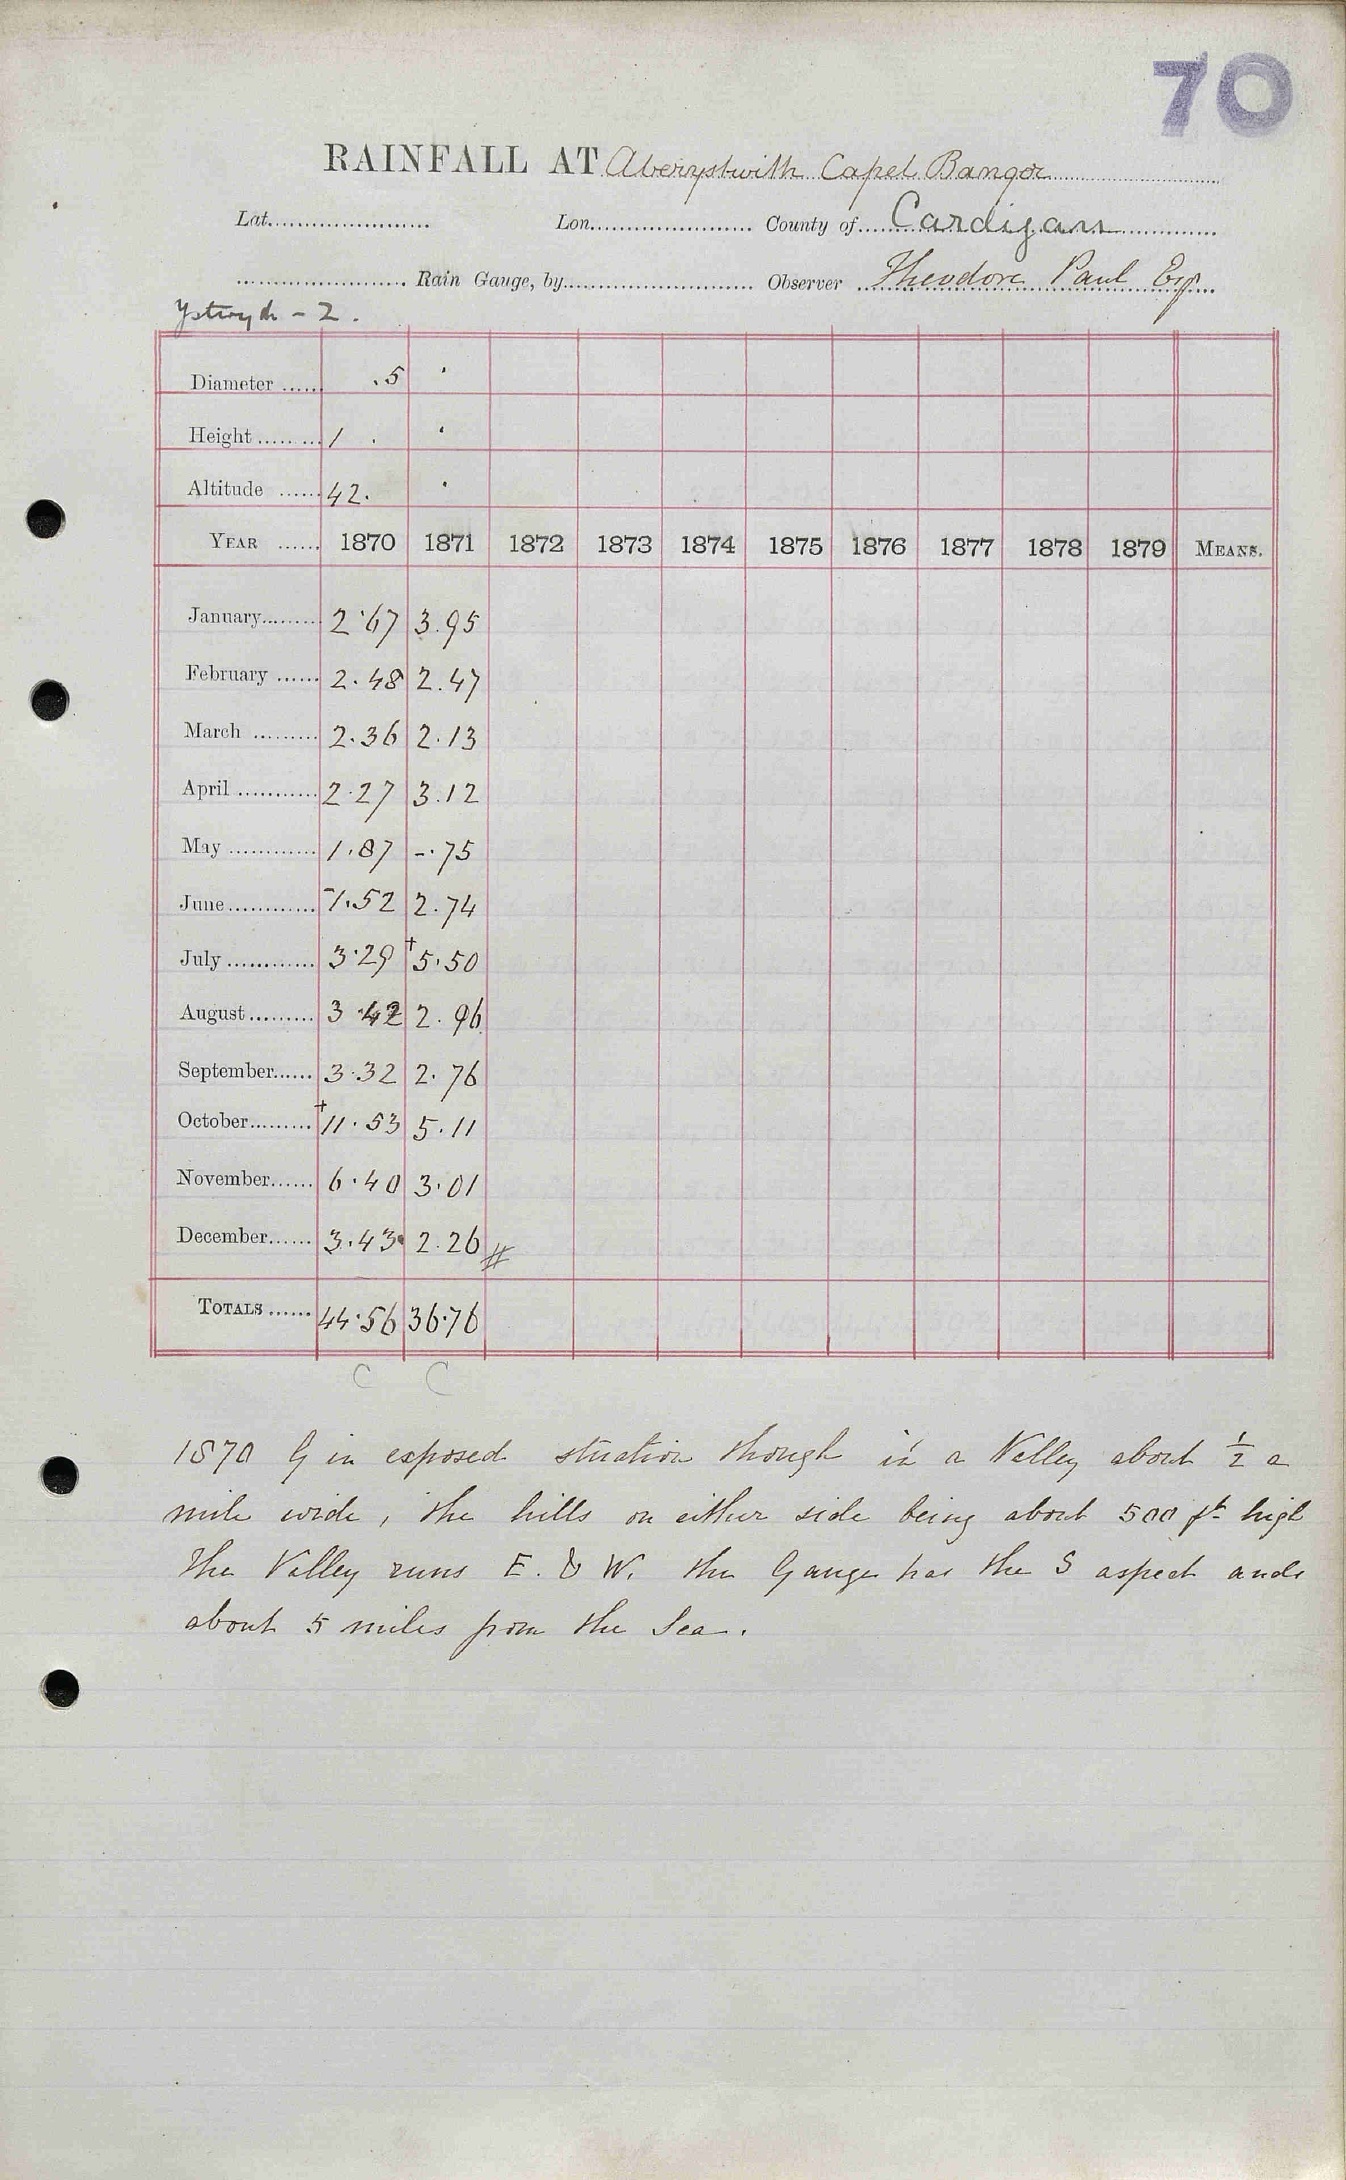 70
RAINFALL AT Aberystwith Capel Bangor
Lat. Lon. County of Cardigan
Rain Gauge, by Observer Theodore Paul Esq.
Ystwyth - 2.
Diameter .5 "
Height 1 . "
Altitude 42. "
YEAR 1870 1871 1872 1873 1874 1875 1876 1877 1878 1879 MEANS.
January 2.67 3.95
February 2.48 2.47
March 2.36 2.13
April 2.27 3.12
May 1.87 -.75
June -1.52 2.74
July 3.29 +5.50
August 3.42 2.96
September 3.32 2.76
October +11.53 5.11
November 6.40 3.01
December 3.43 2.26 #
TOTALS 44.56 36.76
C C
1870 G in exposed situation though in a Valley about ½ a
mile wide, the hills on either side being about 500 ft high
The Valley runs E. & W. the Gauge has the S aspect and is
about 5 miles from the Sea.